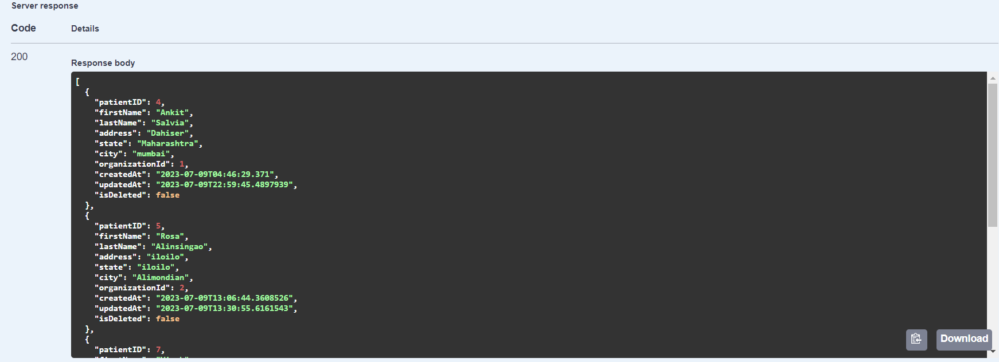 Server response
Code Details
200
Response body
[
  {
    "patientID": 4,
    "firstName": "Ankit",
    "lastName": "Salvia",
    "address": "Dahiser",
    "state": "Maharashtra",
    "city": "mumbai",
    "organizationId": 1,
    "createdAt": "2023-07-09T04:46:29.371",
    "updatedAt": "2023-07-09T22:59:45.4897939",
    "isDeleted": false
  },
  {
    "patientID": 5,
    "firstName": "Rosa",
    "lastName": "Alinsingao",
    "address": "iloilo",
    "state": "iloilo",
    "city": "Alimondian",
    "organizationId": 2,
    "createdAt": "2023-07-09T13:06:44.3608526",
    "updatedAt": "2023-07-09T13:30:55.6161543",
    "isDeleted": false
  },
  {
    "patientID": 7,
Download